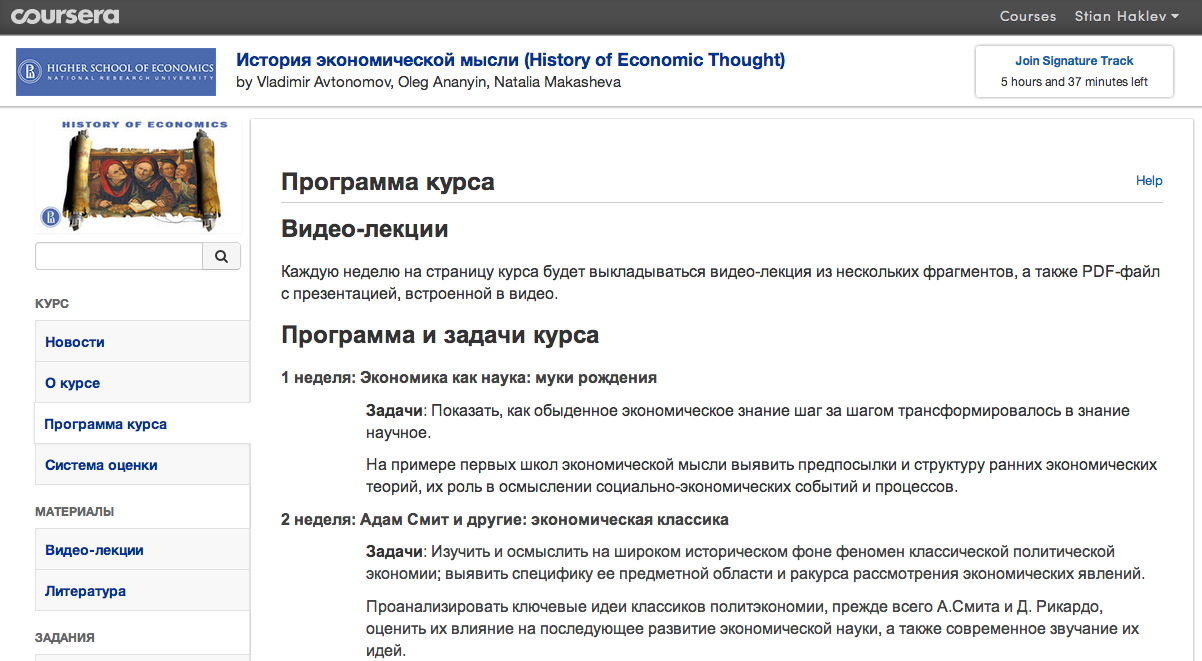 coursera
Courses Stian Haklev
HIGHER SCHOOL OF ECONOMICS
NATIONAL RESEARCH UNIVERSITY
История экономической мысли (History of Economic Thought)
by Vladimir Avtonomov, Oleg Ananyin, Natalia Makasheva
Join Signature Track
5 hours and 37 minutes left
HISTORY OF ECONOMICS
КУРС
Новости
О курсе
Программа курса
Система оценки
МАТЕРИАЛЫ
Видео-лекции
Литература
ЗАДАНИЯ
Программа курса
Help
Видео-лекции
Каждую неделю на страницу курса будет выкладываться видео-лекция из нескольких фрагментов, а также PDF-файл
с презентацией, встроенной в видео.
Программа и задачи курса
1 неделя: Экономика как наука: муки рождения
Задачи: Показать, как обыденное экономическое знание шаг за шагом трансформировалось в знание
научное.
На примере первых школ экономической мысли выявить предпосылки и структуру ранних экономических
теорий, их роль в осмыслении социально-экономических событий и процессов.
2 неделя: Адам Смит и другие: экономическая классика
Задачи: Изучить и осмыслить на широком историческом фоне феномен классической политической
экономии; выявить специфику ее предметной области и ракурса рассмотрения экономических явлений.
Проанализировать ключевые идеи классиков политэкономии, прежде всего А.Смита и Д. Рикардо,
оценить их влияние на последующее развитие экономической науки, а также современное звучание их
идей.